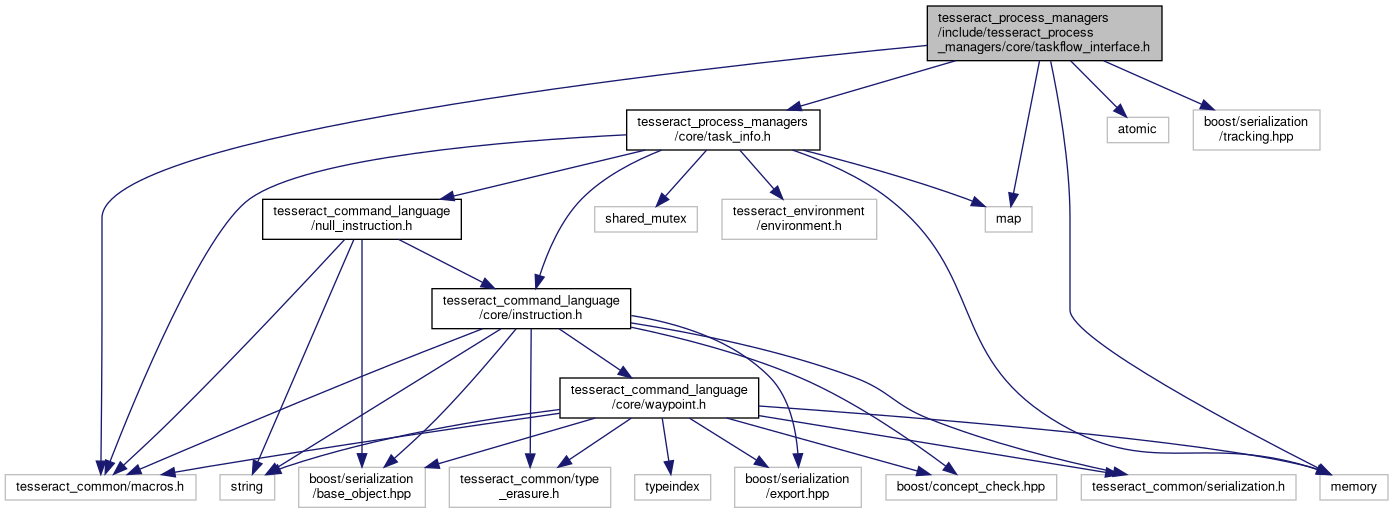 tesseract_process_managers
/include/tesseract_process
_managers/core/taskflow_interface.h
tesseract_process_managers
/core/task_info.h
atomic
boost/serialization
/tracking.hpp
tesseract_command_language
/null_instruction.h
shared_mutex
tesseract_environment
/environment.h
map
tesseract_command_language
/core/instruction.h
tesseract_command_language
/core/waypoint.h
tesseract_common/macros.h
string
boost/serialization
/base_object.hpp
tesseract_common/type
_erasure.h
typeindex
boost/serialization
/export.hpp
boost/concept_check.hpp
tesseract_common/serialization.h
memory